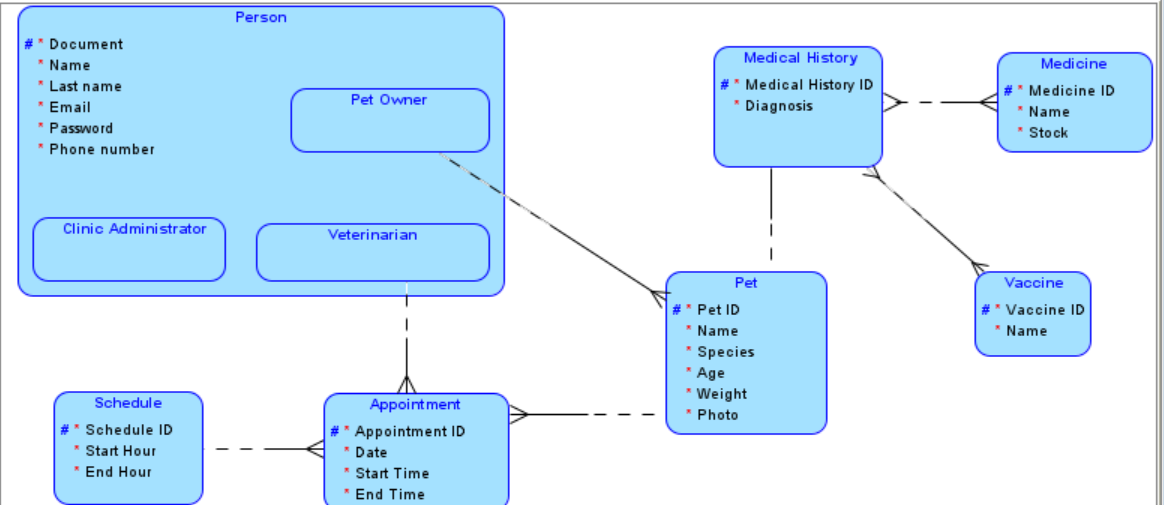 Person
# * Document
* Name
* Last name
* Email
* Password
* Phone number
Pet Owner
Clinic Administrator
Veterinarian
Medical History
# * Medical History ID
* Diagnosis
Medicine
# * Medicine ID
* Name
* Stock
Pet
# * Pet ID
* Name
* Species
* Age
* Weight
* Photo
Vaccine
# * Vaccine ID
* Name
Schedule
# * Schedule ID
* Start Hour
* End Hour
Appointment
# * Appointment ID
* Date
* Start Time
* End Time